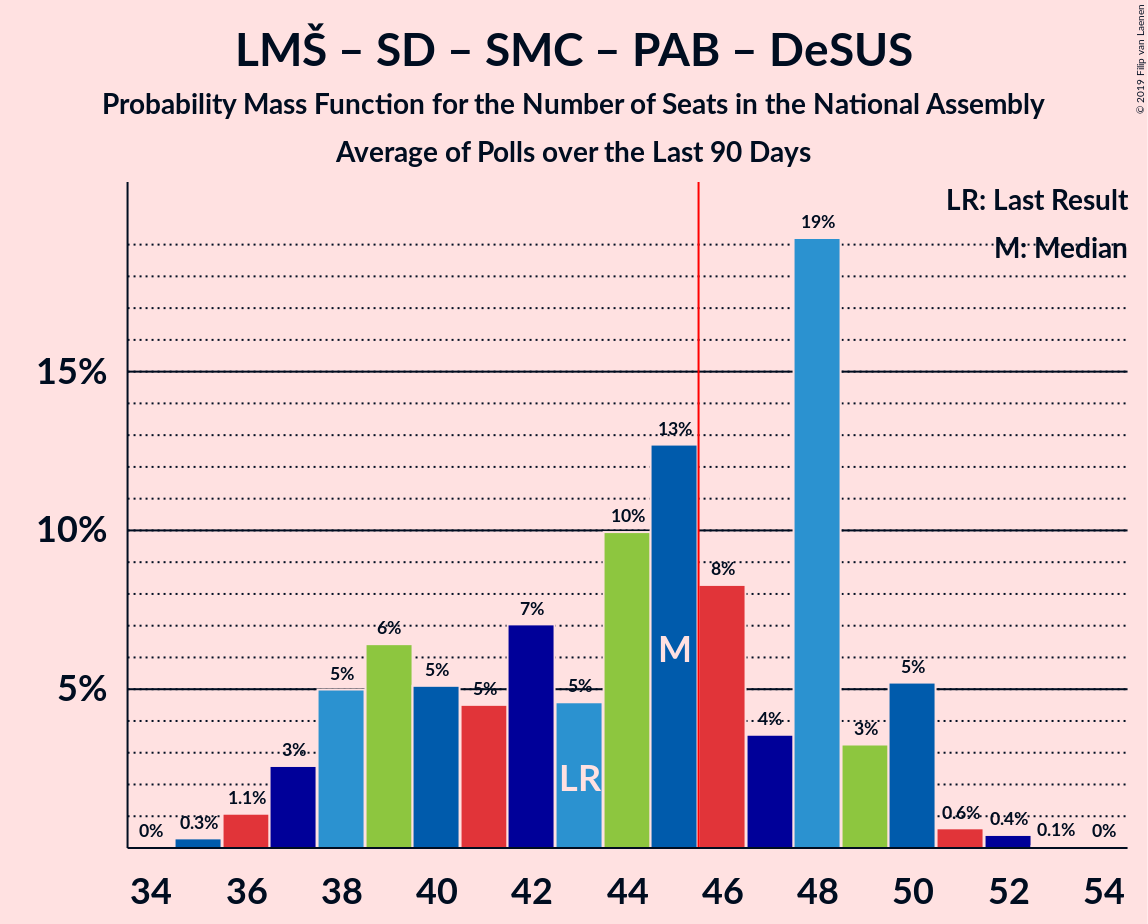 LMŠ – SD – SMC – PAB – DeSUS
Probability Mass Function for the Number of Seats in the National Assembly
Average of Polls over the Last 90 Days
© 2019 Filip van Laenen
LR: Last Result
M: Median
15%
10%
5%
0%
0.3%
1.1%
3%
5%
6%
5%
5%
7%
5%
10%
13%
8%
4%
19%
3%
5%
0.6%
0.4%
0.1%
0%
LR
M
34 36 38 40 42 44 46 48 50 52 54